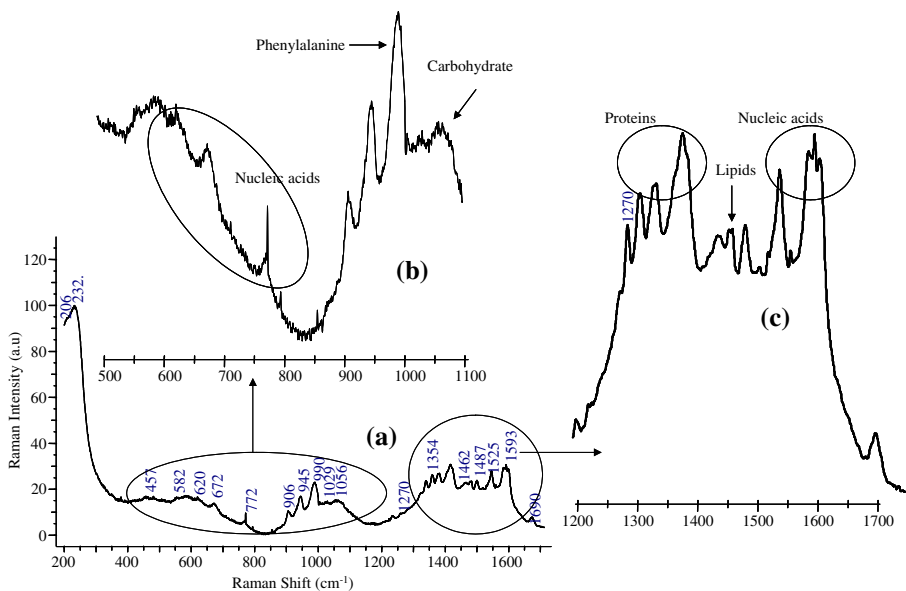 Phenylalanine
Carbohydrate
Nucleic acids
(b)
500 600 700 800 900 1000 1100
Proteins
Nucleic acids
Lipids
1270
(c)
1200 1300 1400 1500 1600 1700
Raman Intensity (a.u)
120
100
80
60
40
20
0
206
232.
(a)
457
582
620
672
772
906
945
990
1029
1056
1270
1354
1462
1487
1525
1593
1690
200 400 600 800 1000 1200 1400 1600
Raman Shift (cm⁻¹)